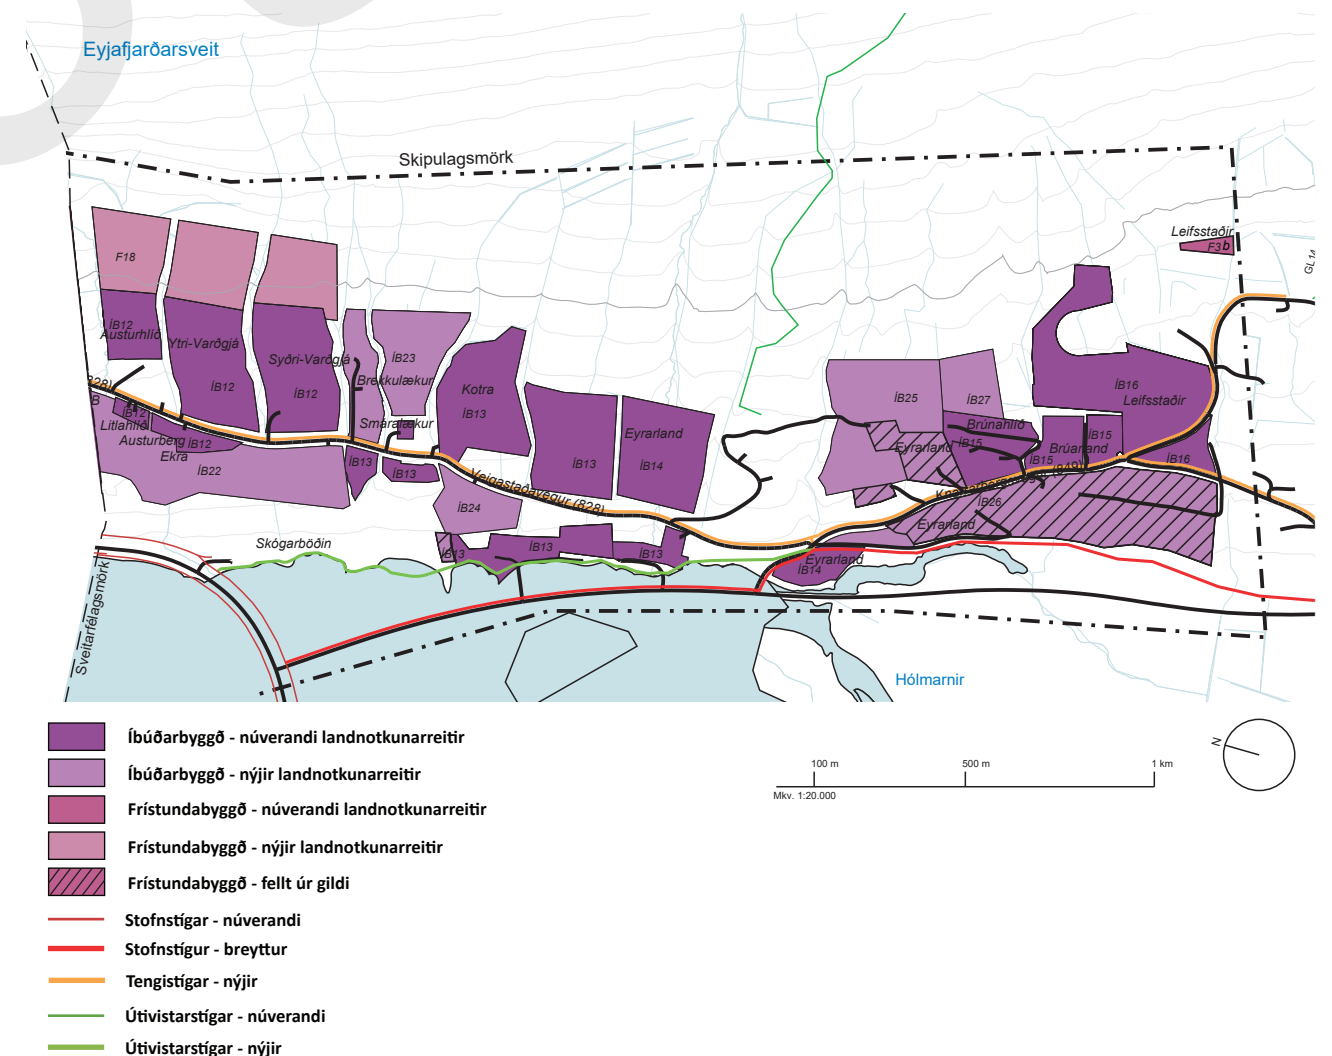 Eyjafjarðarsveit
Skipulagsmörk
Leifsstaðir
F3b
GL14
F18
ÍB12
Austurhlíð
Ytri-Varðgjá
ÍB12
Syðri-Varðgjá
ÍB12
ÍB23
Brekkulækur
Smáralækur
Kotra
ÍB13
Eyrarland
ÍB13
ÍB14
ÍB25
ÍB27
Brúnahlíð
Eyrarland
ÍB15
ÍB15
ÍB15
Brúarland
ÍB16
Leifsstaðir
ÍB16
828)
B
ÍB12
Litlahlíð
Austurberg
ÍB12
Ekra
ÍB22
ÍB13
ÍB13
Veigastaðavegur (828)
ÍB24
(849)
ÍB26
Eyrarland
Skógarböðin
ÍB13
ÍB13
ÍB13
Eyrarland
ÍB14
Sveitarfélagsmörk
Hólmarnir
Íbúðarbyggð - núverandi landnotkunarreitir
Íbúðarbyggð - nýjir landnotkunarreitir
Frístundabyggð - núverandi landnotkunarreitir
Frístundabyggð - nýjir landnotkunarreitir
Frístundabyggð - fellt úr gildi
Stofnstígar - núverandi
Stofnstígur - breyttur
Tengistígar - nýjir
Útivistarstígar - núverandi
Útivistarstígar - nýjir
100 m
500 m
1 km
Mkv. 1:20.000
N